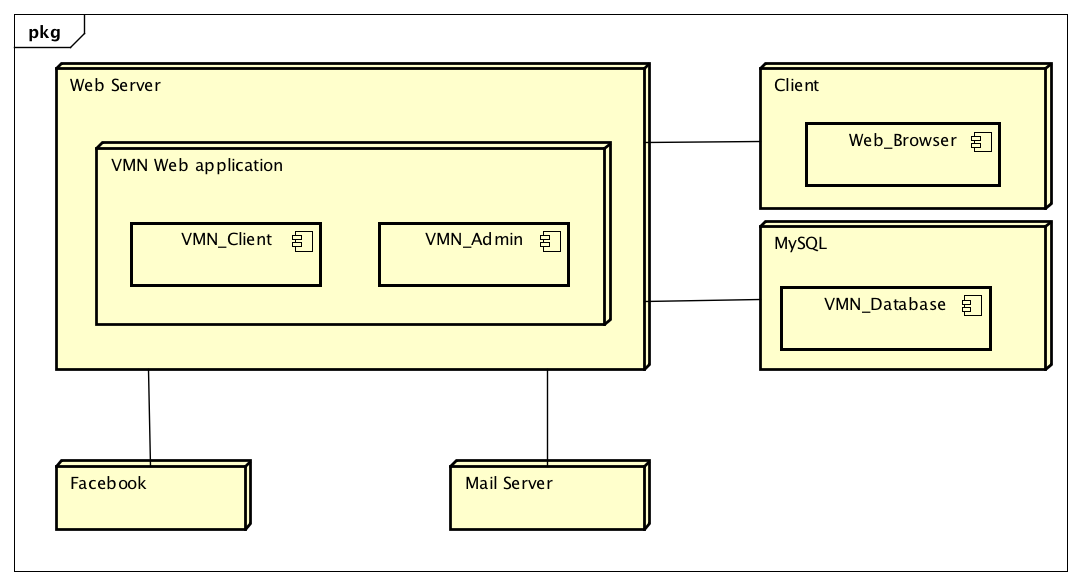 pkg
Web Server
VMN Web application
VMN_Client
VMN_Admin
Client
Web_Browser
MySQL
VMN_Database
Facebook
Mail Server